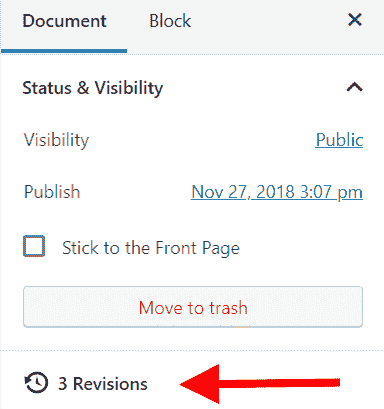 Document Block
Status & Visibility
Visibility Public
Publish Nov 27, 2018 3:07 pm
Stick to the Front Page
Move to trash
3 Revisions